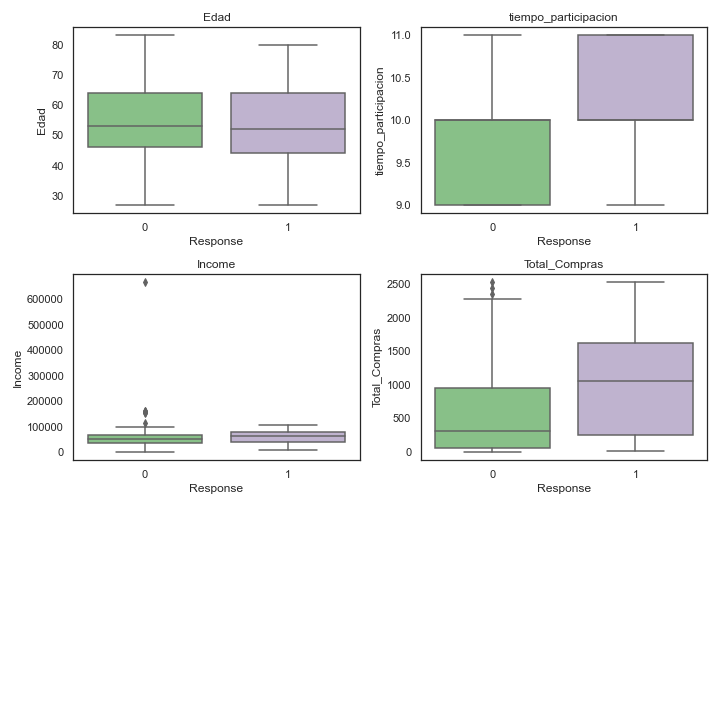 Edad
80
70
60
50
40
30
Edad
0
1
Response
tiempo_participacion
11.0
10.5
10.0
9.5
9.0
tiempo_participacion
0
1
Response
Income
600000
500000
400000
300000
200000
100000
0
Income
0
1
Response
Total_Compras
2500
2000
1500
1000
500
0
Total_Compras
0
1
Response